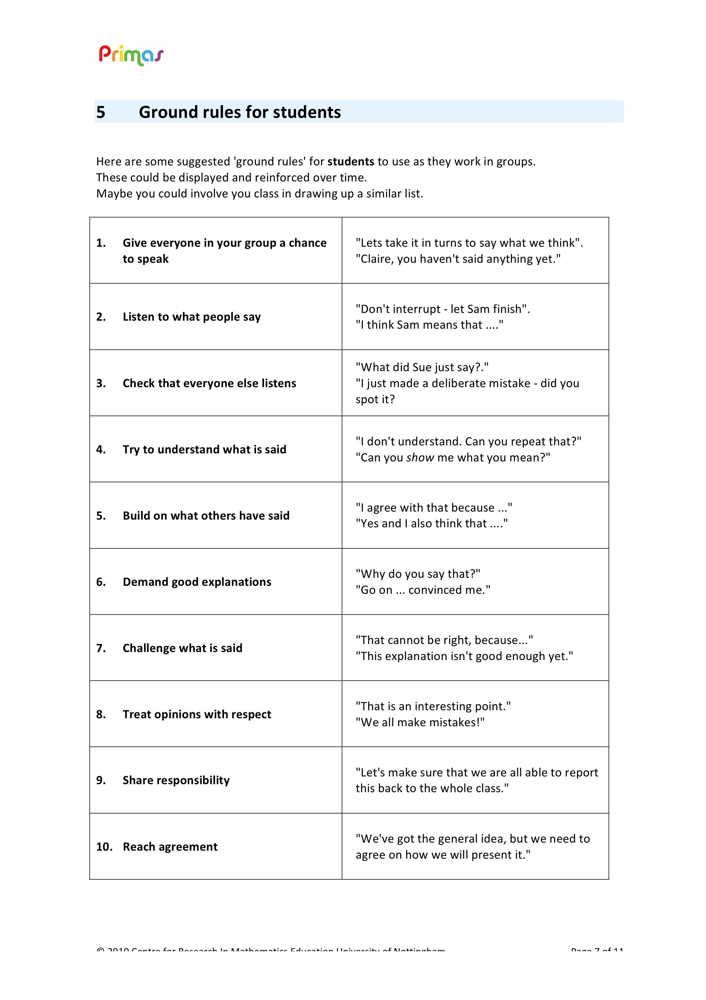 Primas
5 Ground rules for students
Here are some suggested 'ground rules' for students to use as they work in groups.
These could be displayed and reinforced over time.
Maybe you could involve you class in drawing up a similar list.
1. Give everyone in your group a chance
to speak
"Lets take it in turns to say what we think".
"Claire, you haven't said anything yet."
2. Listen to what people say
"Don't interrupt - let Sam finish".
"I think Sam means that ...."
3. Check that everyone else listens
"What did Sue just say?."
"I just made a deliberate mistake - did you
spot it?
4. Try to understand what is said
"I don't understand. Can you repeat that?"
"Can you show me what you mean?"
5. Build on what others have said
"I agree with that because ..."
"Yes and I also think that ...."
6. Demand good explanations
"Why do you say that?"
"Go on ... convinced me."
7. Challenge what is said
"That cannot be right, because..."
"This explanation isn't good enough yet."
8. Treat opinions with respect
"That is an interesting point."
"We all make mistakes!"
9. Share responsibility
"Let's make sure that we are all able to report
this back to the whole class."
10. Reach agreement
"We've got the general idea, but we need to
agree on how we will present it."
© 2010 Centre for Research In Mathematics Education University of Nottingham
Page 7 of 11